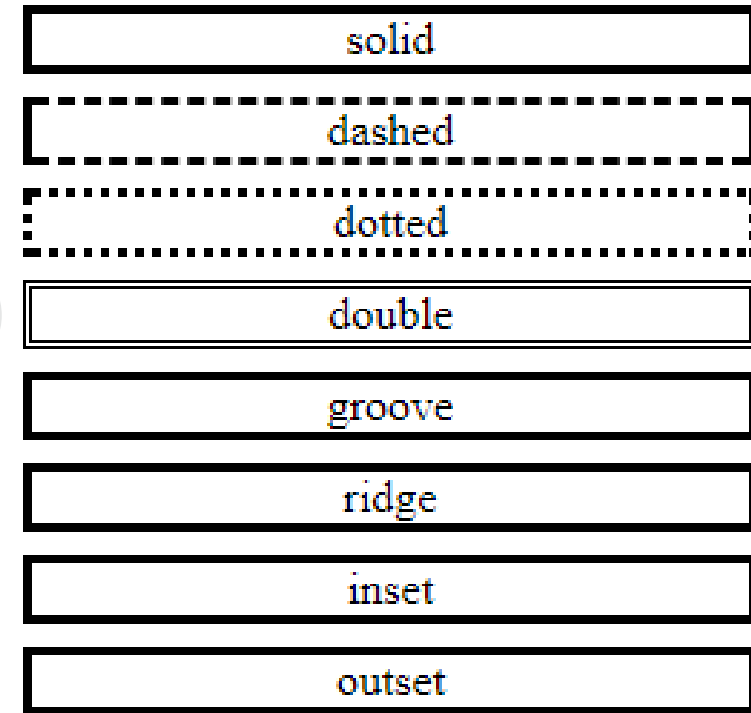 solid
dashed
dotted
double
groove
ridge
inset
outset